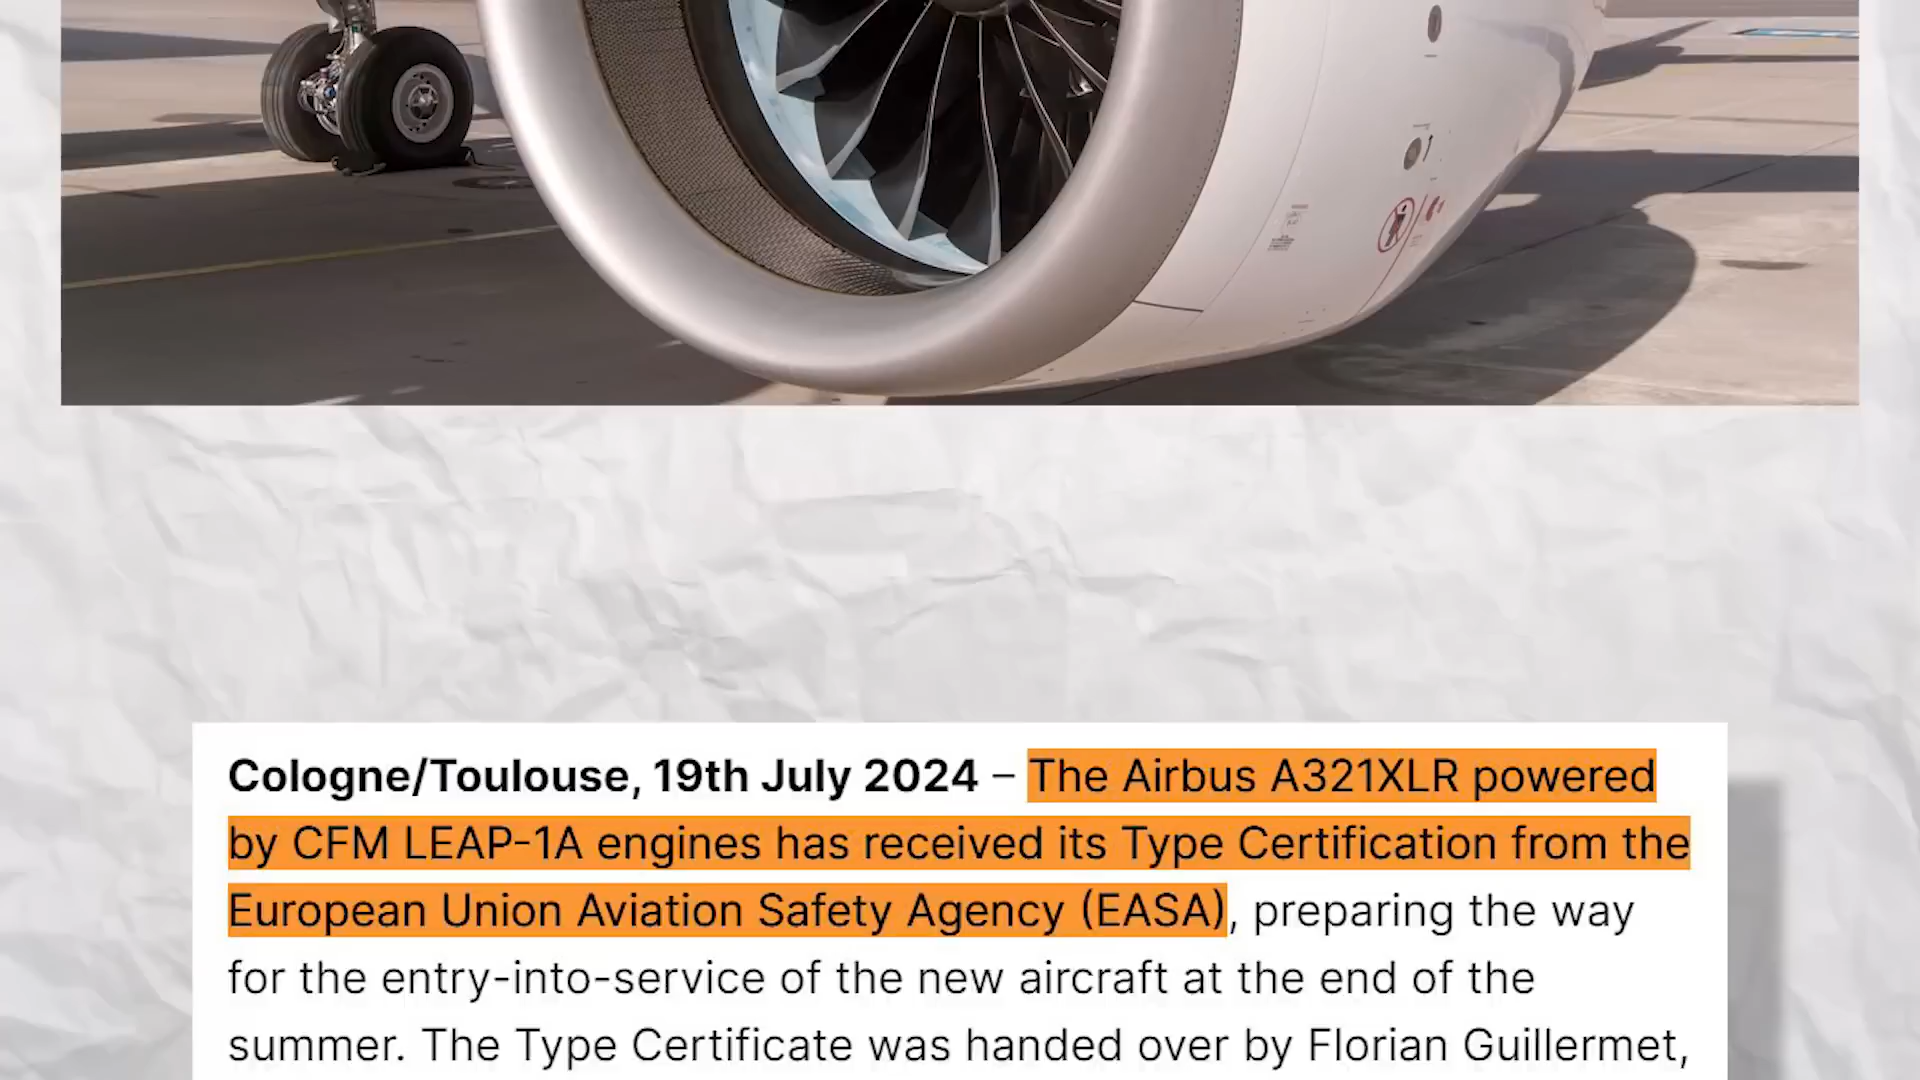 Cologne/Toulouse, 19th July 2024 – The Airbus A321XLR powered
by CFM LEAP-1A engines has received its Type Certification from the
European Union Aviation Safety Agency (EASA), preparing the way
for the entry-into-service of the new aircraft at the end of the
summer. The Type Certificate was handed over by Florian Guillermet,